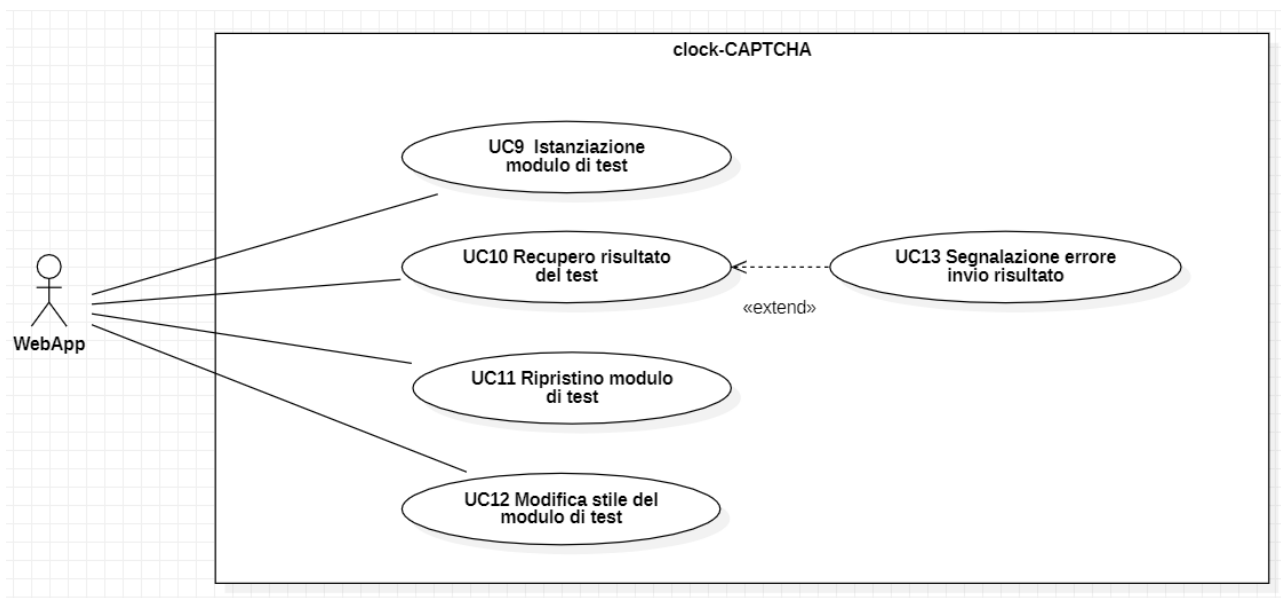 clock-CAPTCHA
UC9 Istanziazione
modulo di test
UC10 Recupero risultato
del test
UC13 Segnalazione errore
invio risultato
«extend»
WebApp
UC11 Ripristino modulo
di test
UC12 Modifica stile del
modulo di test